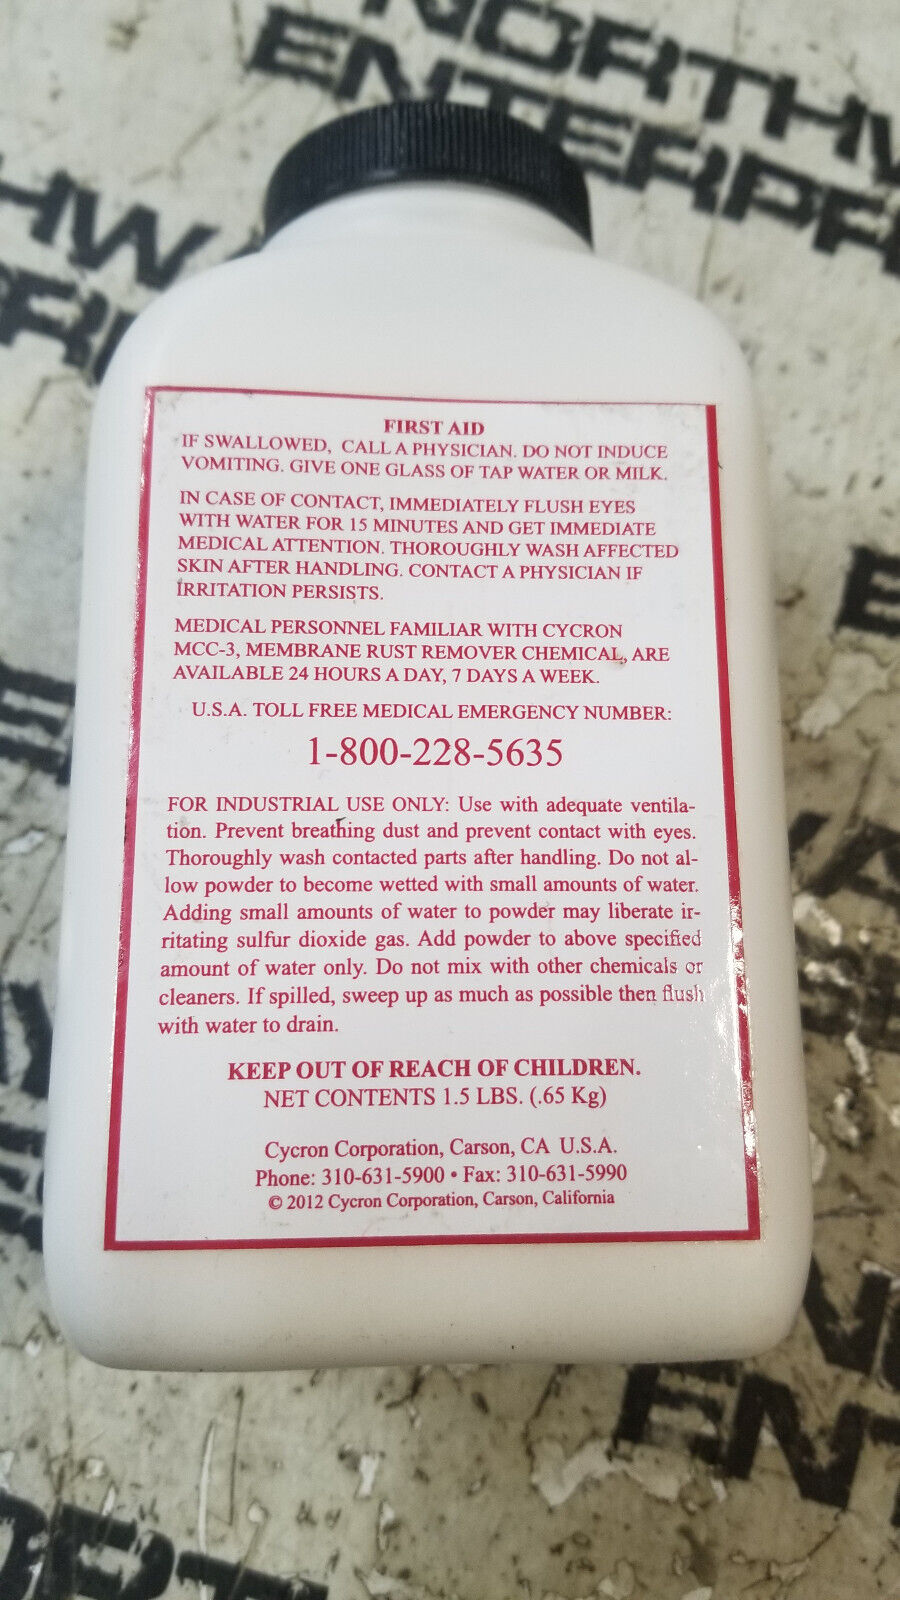 NORTHW
ENTERPR
HW
PR
FIRST AID
IF SWALLOWED, CALL A PHYSICIAN. DO NOT INDUCE
VOMITING. GIVE ONE GLASS OF TAP WATER OR MILK.
IN CASE OF CONTACT, IMMEDIATELY FLUSH EYES
WITH WATER FOR 15 MINUTES AND GET IMMEDIATE
MEDICAL ATTENTION. THOROUGHLY WASH AFFECTED
SKIN AFTER HANDLING. CONTACT A PHYSICIAN IF
IRRITATION PERSISTS.
MEDICAL PERSONNEL FAMILIAR WITH CYCRON
MCC-3, MEMBRANE RUST REMOVER CHEMICAL, ARE
AVAILABLE 24 HOURS A DAY, 7 DAYS A WEEK.
U.S.A. TOLL FREE MEDICAL EMERGENCY NUMBER:
1-800-228-5635
FOR INDUSTRIAL USE ONLY: Use with adequate ventila-
tion. Prevent breathing dust and prevent contact with eyes.
Thoroughly wash contacted parts after handling. Do not al-
low powder to become wetted with small amounts of water.
Adding small amounts of water to powder may liberate ir-
ritating sulfur dioxide gas. Add powder to above specified
amount of water only. Do not mix with other chemicals or
cleaners. If spilled, sweep up as much as possible then flush
with water to drain.
KEEP OUT OF REACH OF CHILDREN.
NET CONTENTS 1.5 LBS. (.65 Kg)
Cycron Corporation, Carson, CA U.S.A.
Phone: 310-631-5900 • Fax: 310-631-5990
© 2012 Cycron Corporation, Carson, California
NO
ENT